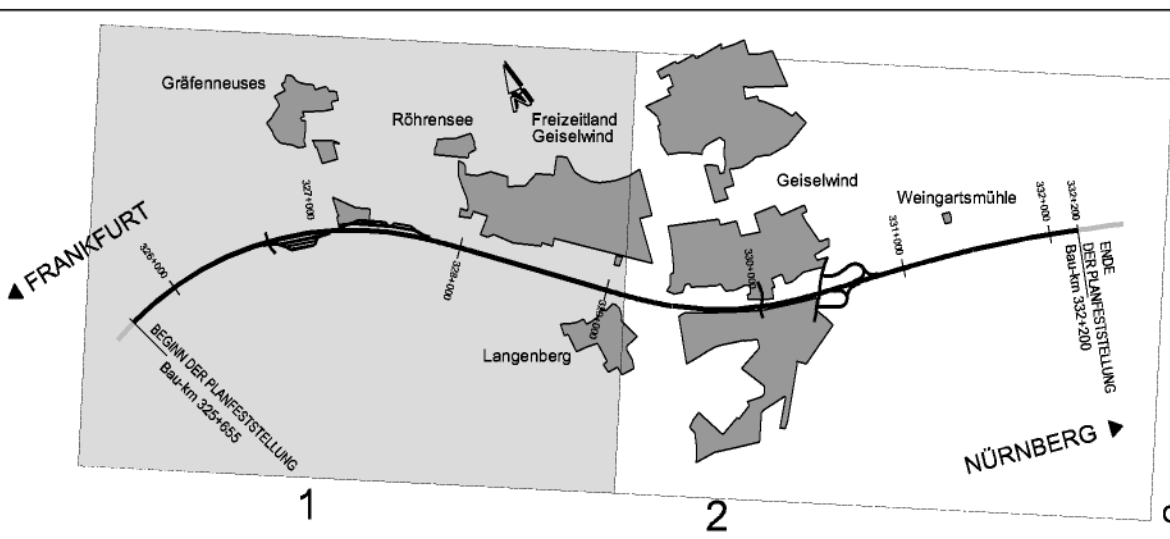 Gräfenneuses
Röhrensee
Freizeitland
Geiselwind
Geiselwind
Weingartsmühle
Langenberg
◄ FRANKFURT
NÜRNBERG ►
326+000
327+000
328+000
329+000
330+000
331+000
332+000
332+200
BEGINN DER PLANFESTSTELLUNG
Bau-km 325+655
ENDE
DER PLANFESTSTELLUNG
Bau-km 332+200
N
1
2